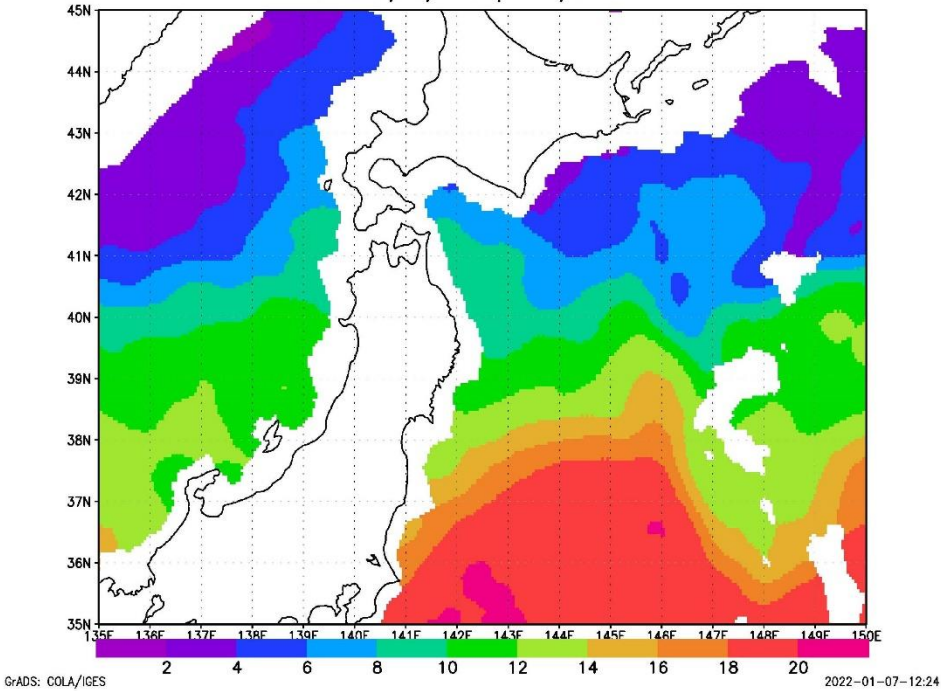 45N
44N
43N
42N
41N
40N
39N
38N
37N
36N
35N
135E 136E 137E 138E 139E 140E 141E 142E 143E 144E 145E 146E 147E 148E 149E 150E
2 4 6 8 10 12 14 16 18 20
GrADS: COLA/IGES 2022-01-07-12:24